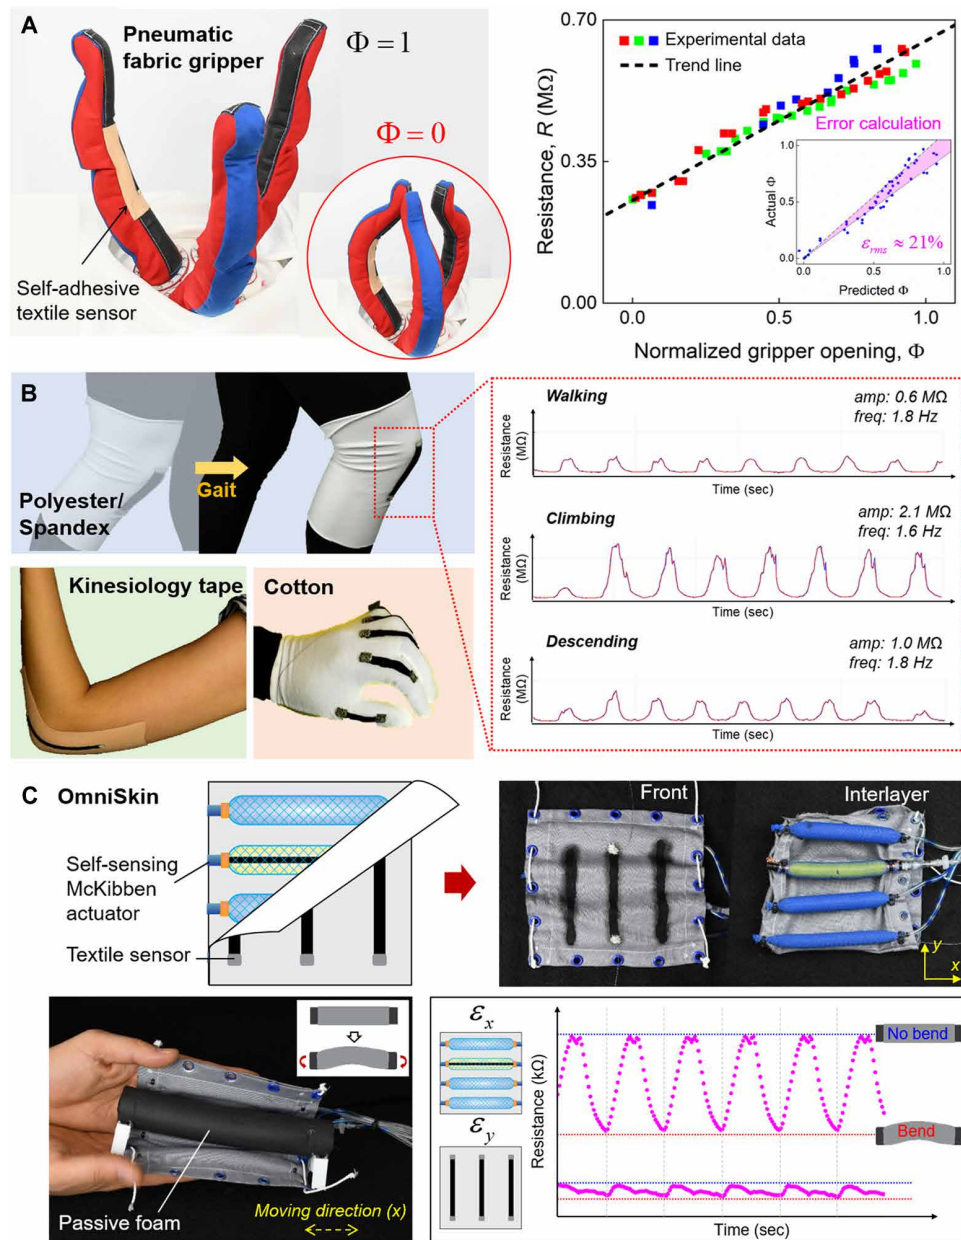 A
Pneumatic
fabric gripper
Φ = 1
Φ = 0
Self-adhesive
textile sensor
0.70
0.35
0.00
Resistance, R (MΩ)
Experimental data
Trend line
Error calculation
1.0
0.5
0.0
Actual Φ
εrms ≈ 21%
0.0 0.5 1.0
Predicted Φ
0.0 0.5 1.0
Normalized gripper opening, Φ
B
Gait
Polyester/
Spandex
Kinesiology tape
Cotton
Walking
amp: 0.6 MΩ
freq: 1.8 Hz
Resistance
(MΩ)
Time (sec)
Climbing
amp: 2.1 MΩ
freq: 1.6 Hz
Resistance
(MΩ)
Time (sec)
Descending
amp: 1.0 MΩ
freq: 1.8 Hz
Resistance
(MΩ)
Time (sec)
C
OmniSkin
Self-sensing
McKibben
actuator
Textile sensor
Front
Interlayer
y
x
Passive foam
Moving direction (x)
εx
εy
Resistance (kΩ)
No bend
Bend
Time (sec)